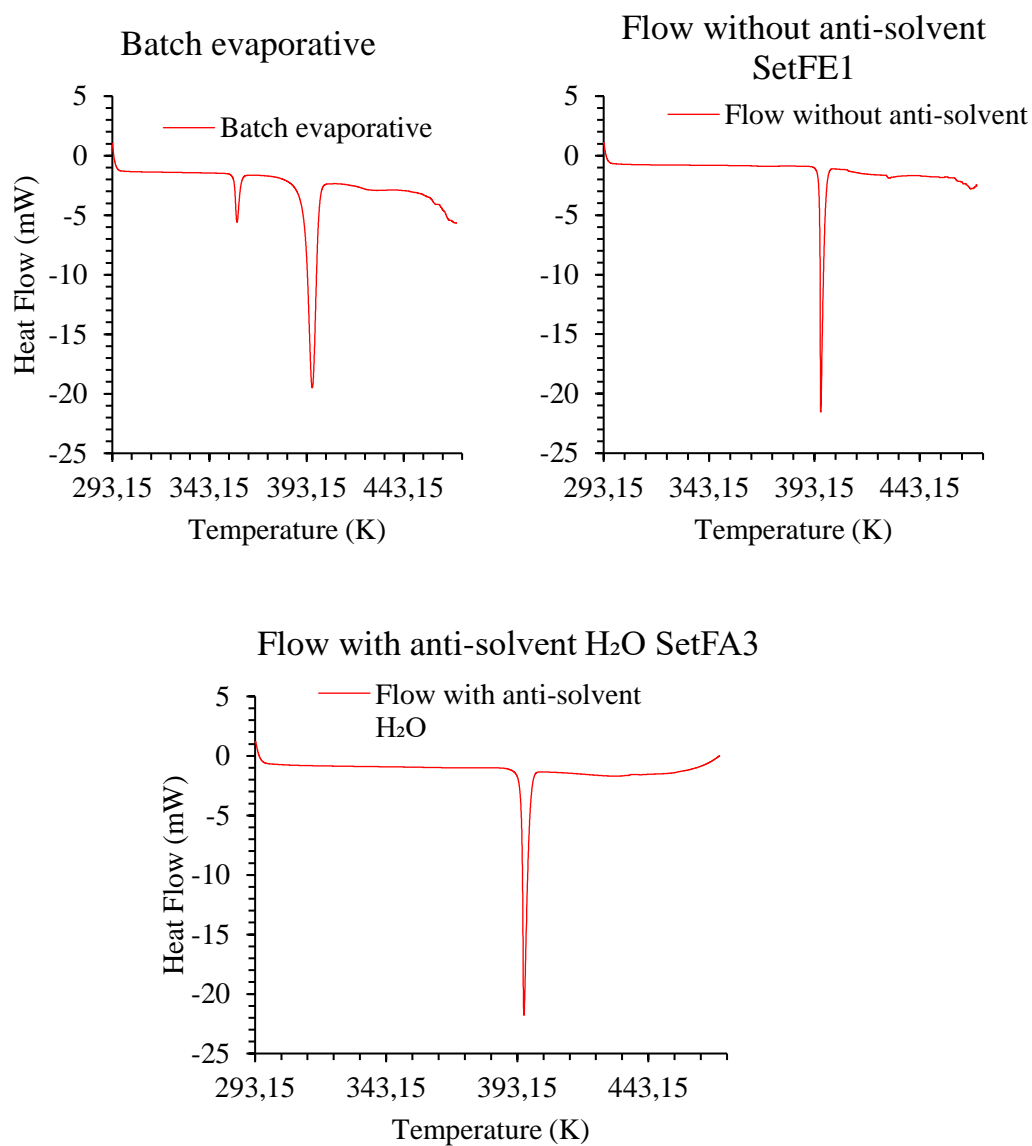 Batch evaporative
Batch evaporative
Heat Flow (mW)
5
0
-5
-10
-15
-20
-25
293,15 343,15 393,15 443,15
Temperature (K)
Flow without anti-solvent
SetFE1
Flow without anti-solvent
5
0
-5
-10
-15
-20
-25
293,15 343,15 393,15 443,15
Temperature (K)
Flow with anti-solvent H₂O SetFA3
Flow with anti-solvent
H₂O
Heat Flow (mW)
5
0
-5
-10
-15
-20
-25
293,15 343,15 393,15 443,15
Temperature (K)